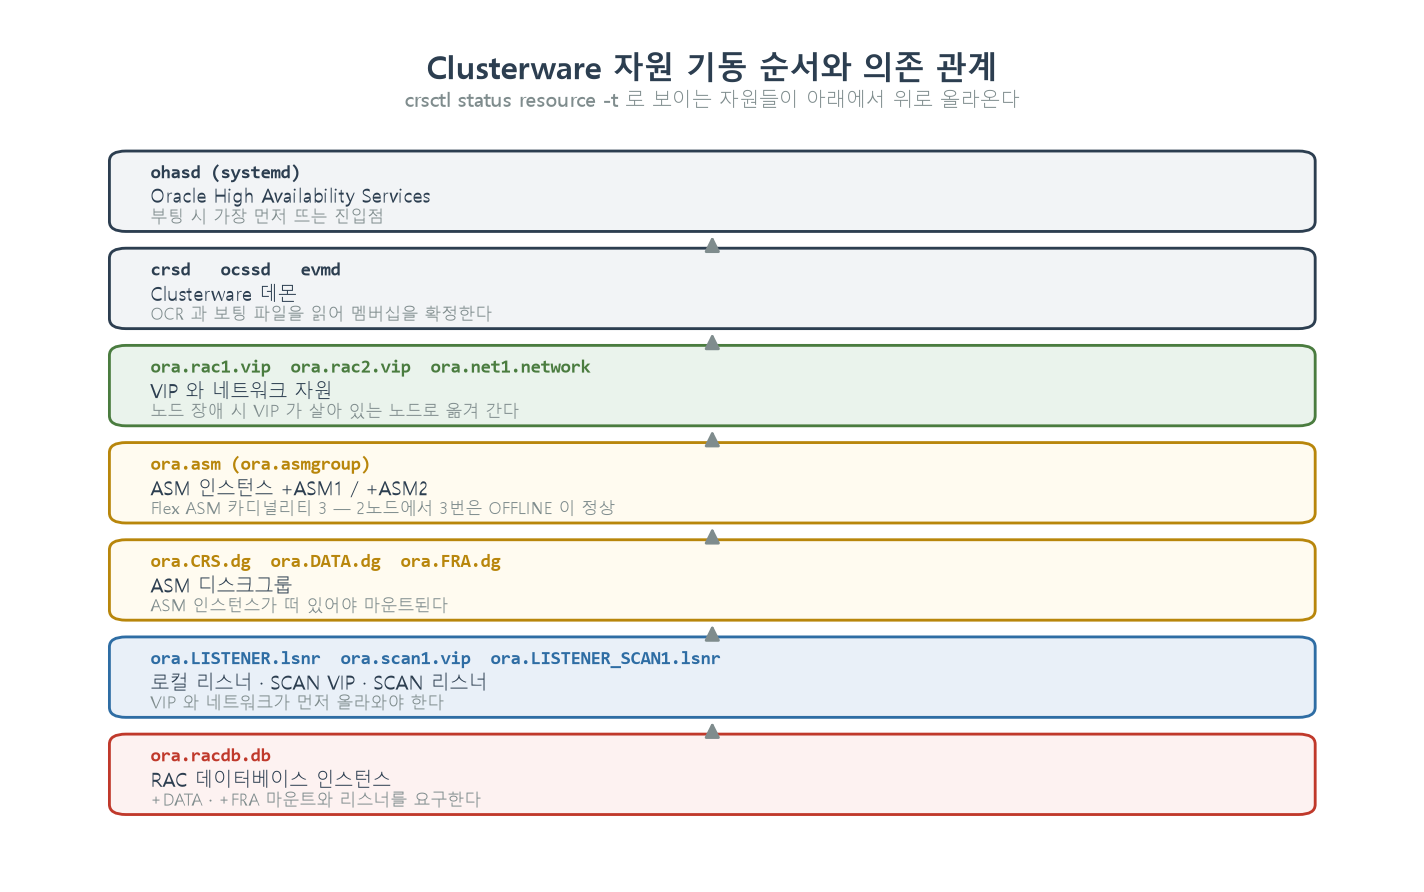 Clusterware 자원 기동 순서와 의존 관계
crsctl status resource -t 로 보이는 자원들이 아래에서 위로 올라온다
ohasd (systemd)
Oracle High Availability Services
부팅 시 가장 먼저 뜨는 진입점
crsd ocssd evmd
Clusterware 데몬
OCR 과 보팅 파일을 읽어 멤버십을 확정한다
ora.rac1.vip ora.rac2.vip ora.net1.network
VIP 와 네트워크 자원
노드 장애 시 VIP 가 살아 있는 노드로 옮겨 간다
ora.asm (ora.asmgroup)
ASM 인스턴스 +ASM1 / +ASM2
Flex ASM 카디널리티 3 — 2노드에서 3번은 OFFLINE 이 정상
ora.CRS.dg ora.DATA.dg ora.FRA.dg
ASM 디스크그룹
ASM 인스턴스가 떠 있어야 마운트된다
ora.LISTENER.lsnr ora.scan1.vip ora.LISTENER_SCAN1.lsnr
로컬 리스너 · SCAN VIP · SCAN 리스너
VIP 와 네트워크가 먼저 올라와야 한다
ora.racdb.db
RAC 데이터베이스 인스턴스
+DATA · +FRA 마운트와 리스너를 요구한다